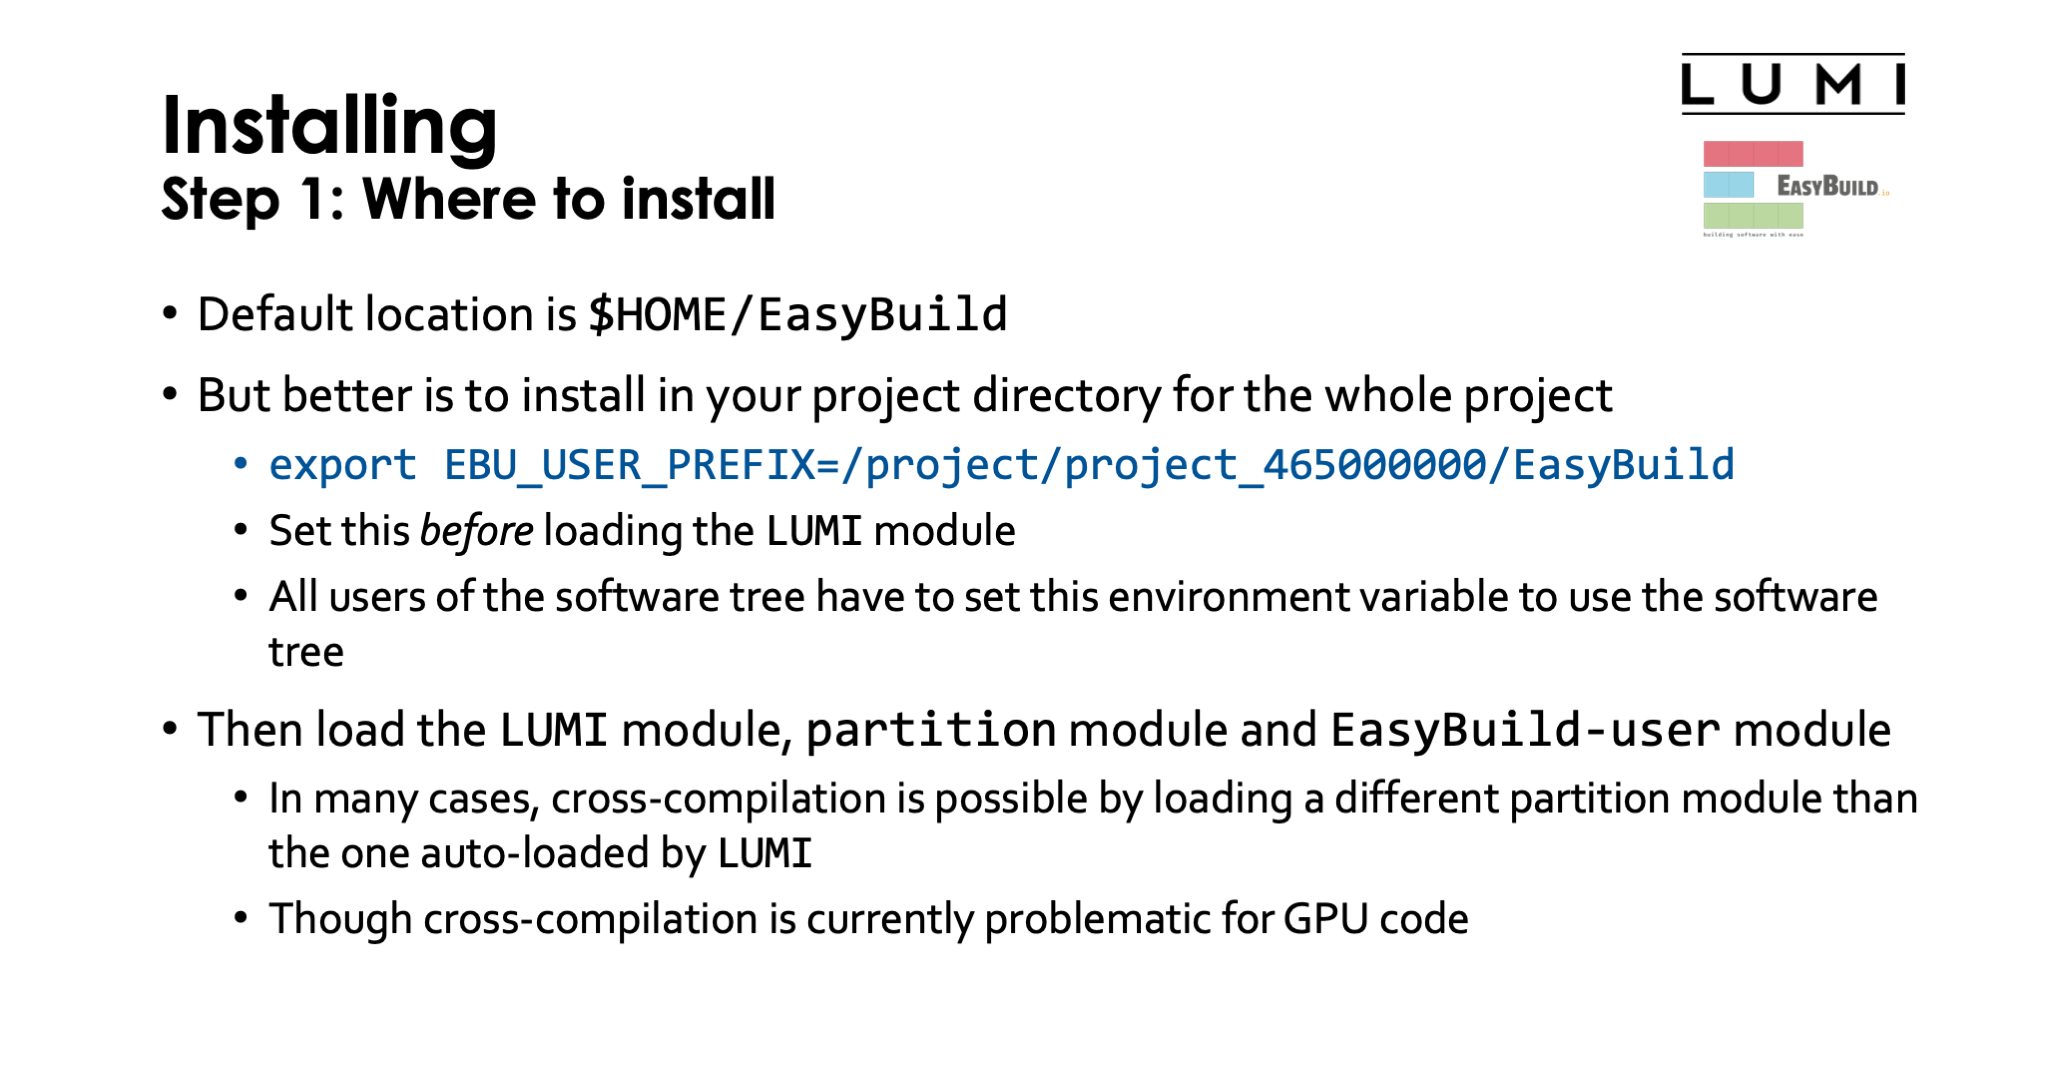 LUMI
Installing
Step 1: Where to install
EASYBUILD.io
building software with ease
• Default location is $HOME/EasyBuild
• But better is to install in your project directory for the whole project
• export EBU_USER_PREFIX=/project/project_465000000/EasyBuild
• Set this before loading the LUMI module
• All users of the software tree have to set this environment variable to use the software
tree
• Then load the LUMI module, partition module and EasyBuild-user module
• In many cases, cross-compilation is possible by loading a different partition module than
the one auto-loaded by LUMI
• Though cross-compilation is currently problematic for GPU code